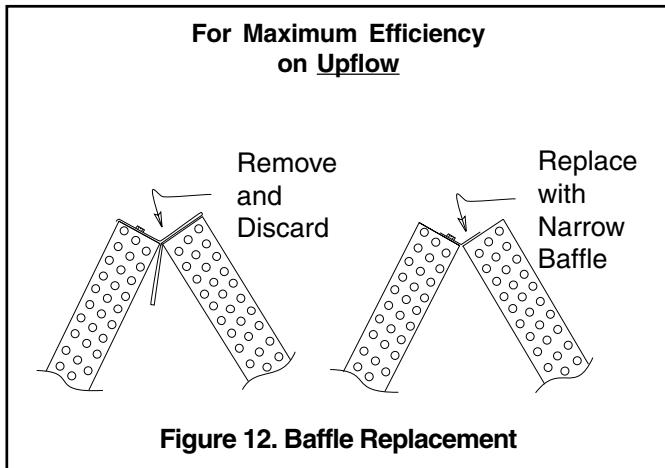 For Maximum Efficiency
on Upflow
Remove
and
Discard
Replace
with
Narrow
Baffle
Figure 12. Baffle Replacement